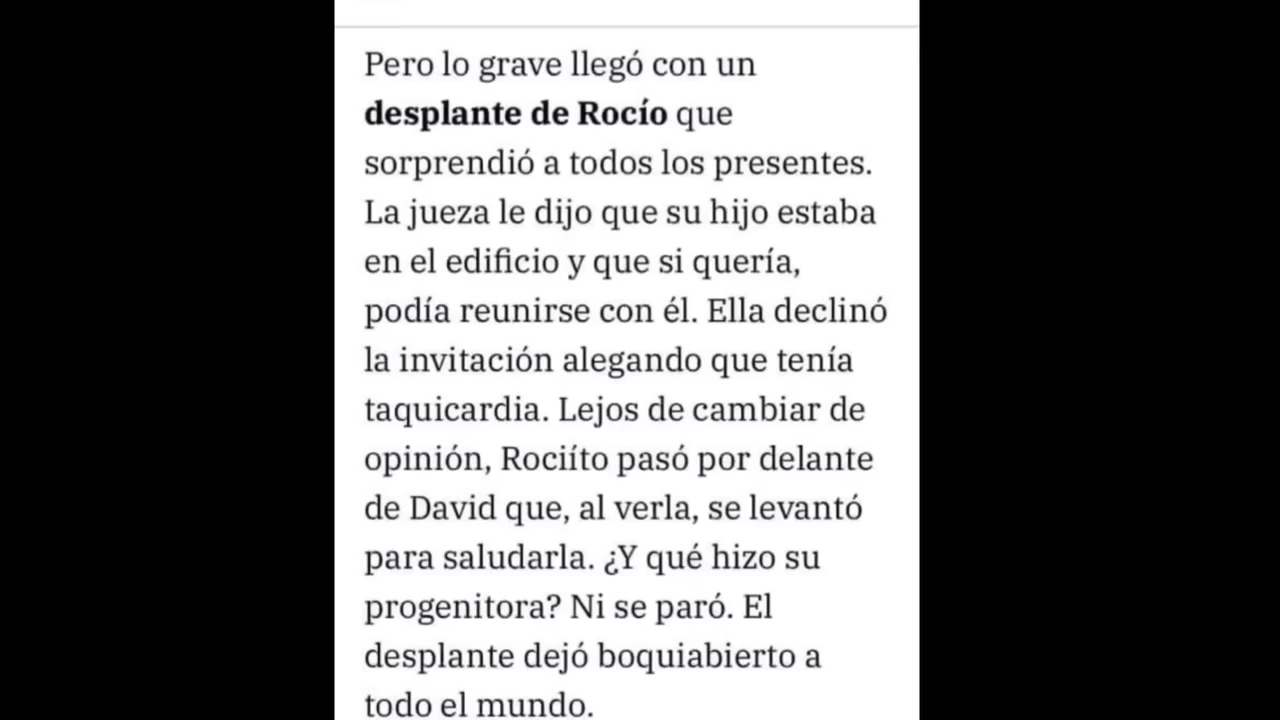 Pero lo grave llegó con un
desplante de Rocío que
sorprendió a todos los presentes.
La jueza le dijo que su hijo estaba
en el edificio y que si quería,
podía reunirse con él. Ella declinó
la invitación alegando que tenía
taquicardia. Lejos de cambiar de
opinión, Rociíto pasó por delante
de David que, al verla, se levantó
para saludarla. ¿Y qué hizo su
progenitora? Ni se paró. El
desplante dejó boquiabierto a
todo el mundo.